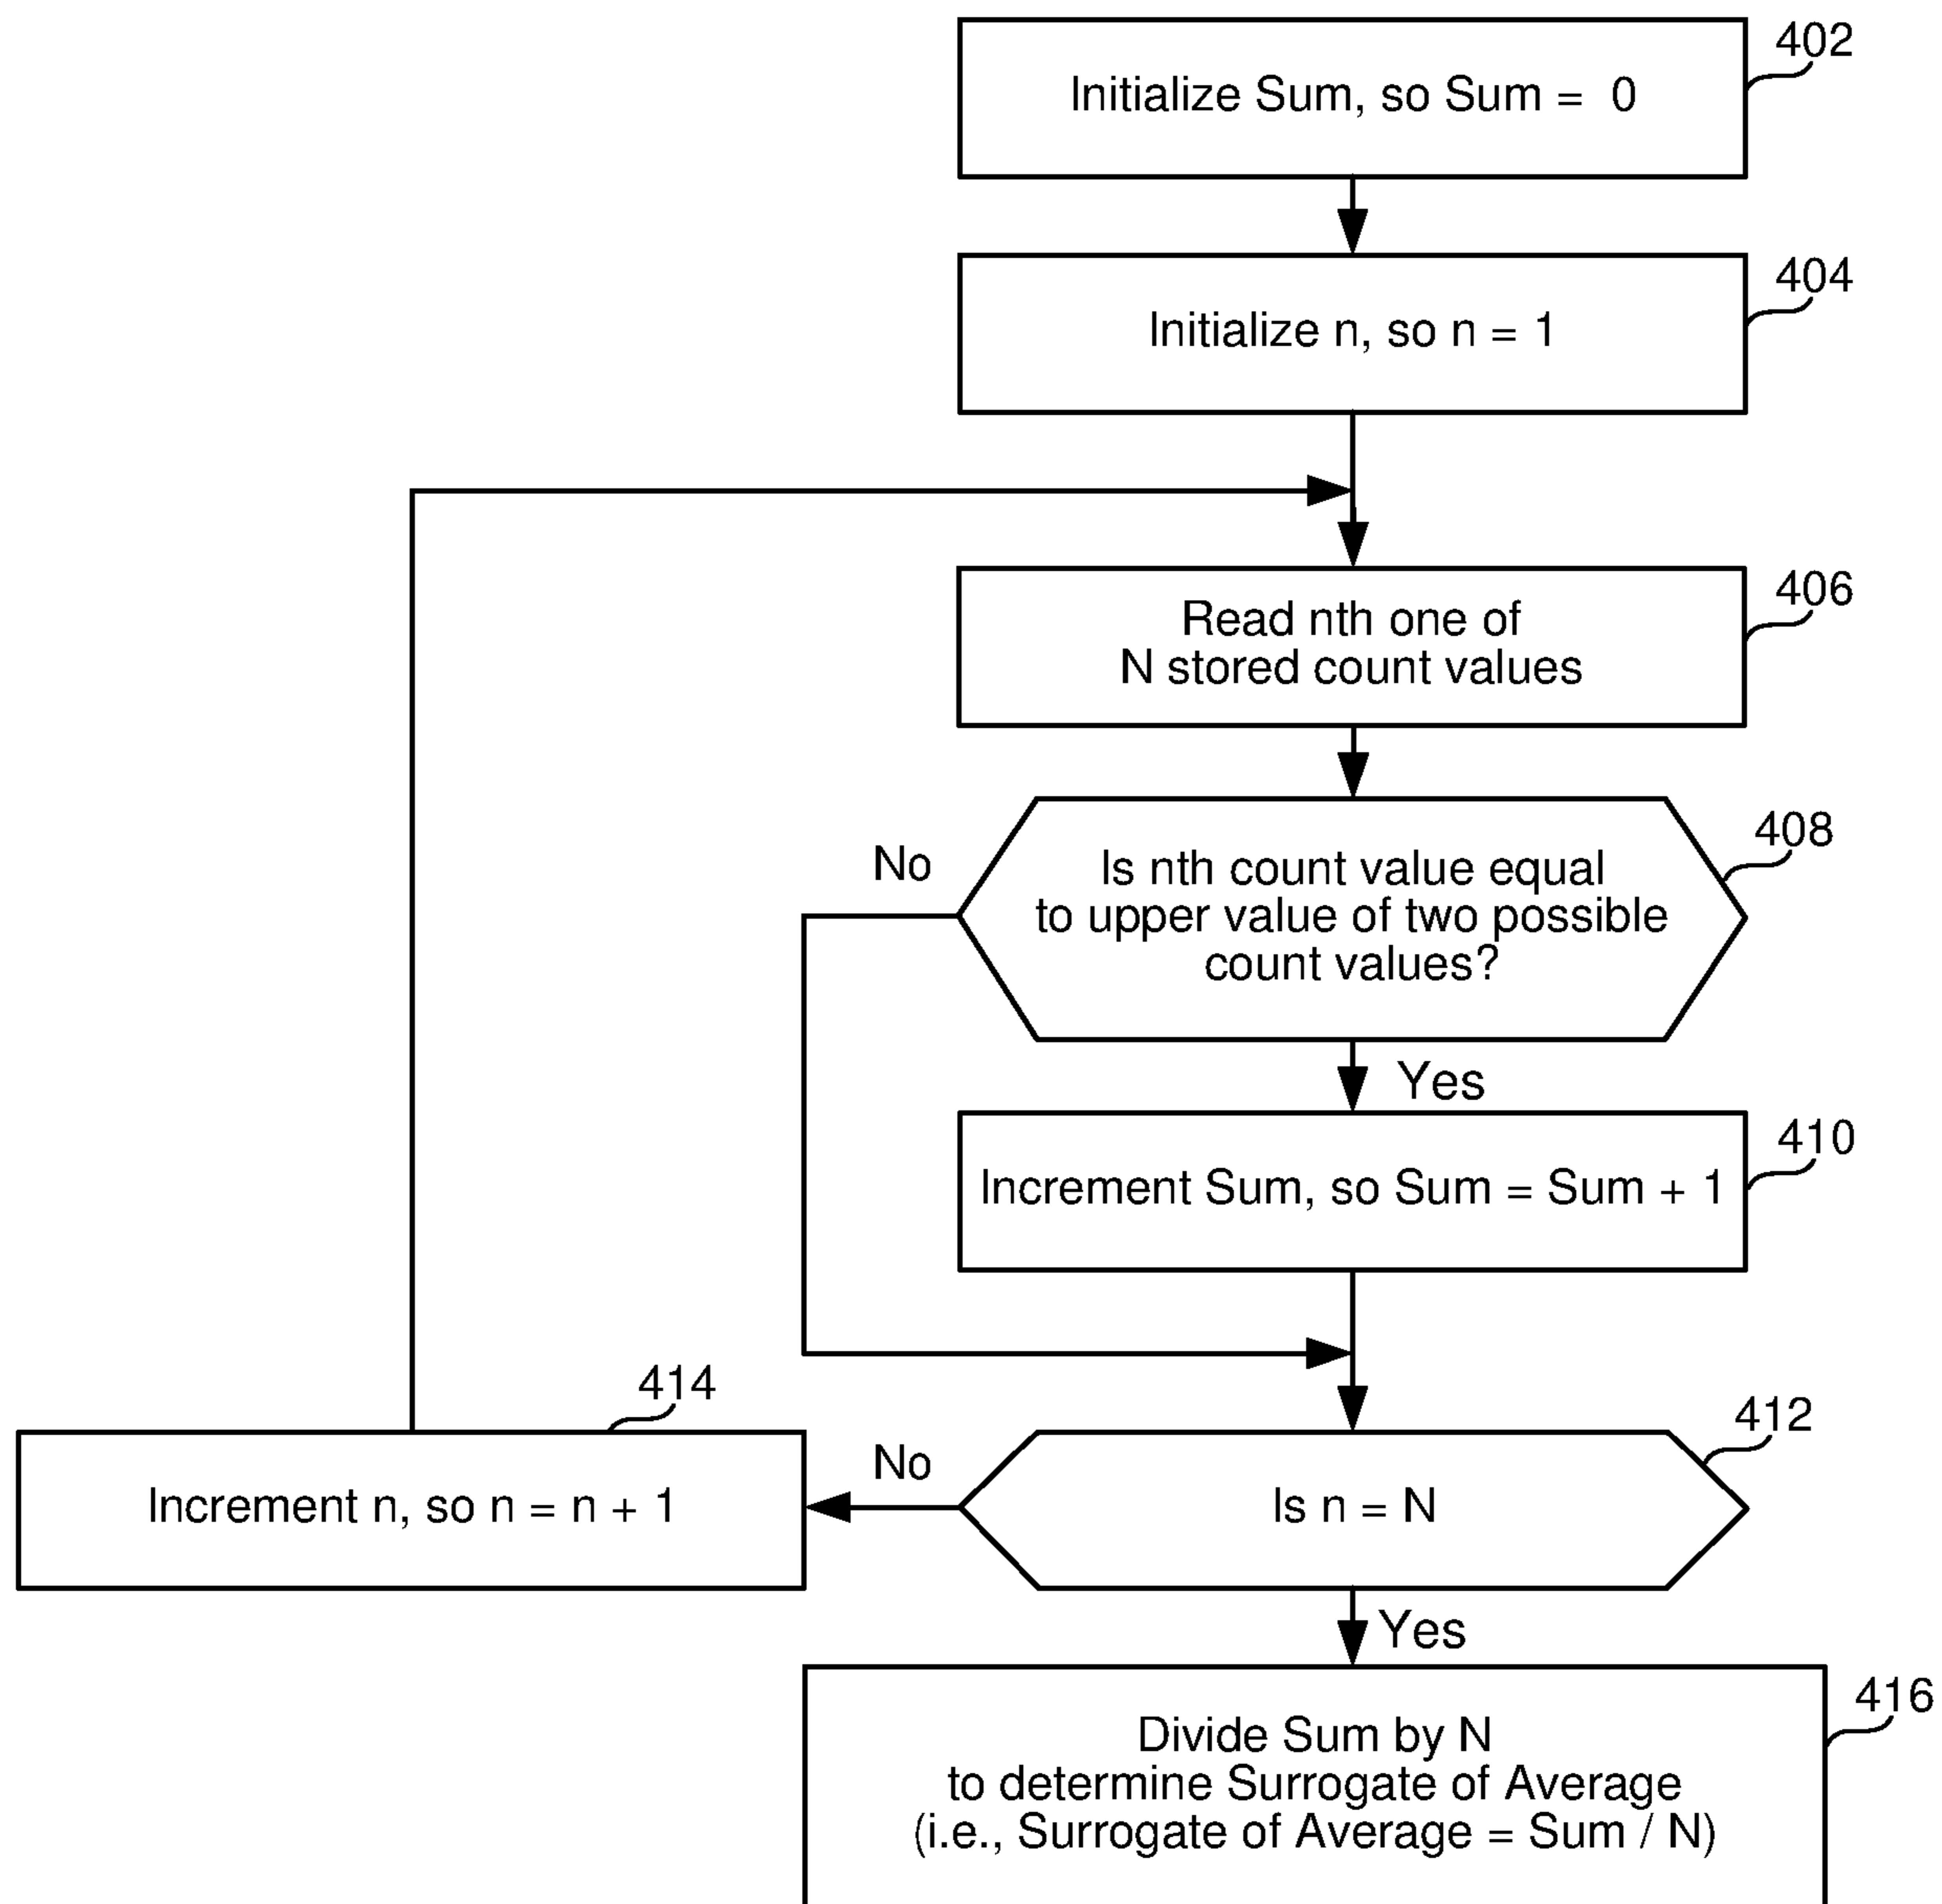 402
Initialize Sum, so Sum = 0
404
Initialize n, so n = 1
406
Read nth one of
N stored count values
408
No
Is nth count value equal
to upper value of two possible
count values?
Yes
410
Increment Sum, so Sum = Sum + 1
414
412
No
Increment n, so n = n + 1
Is n = N
Yes
416
Divide Sum by N
to determine Surrogate of Average
(i.e., Surrogate of Average = Sum / N)